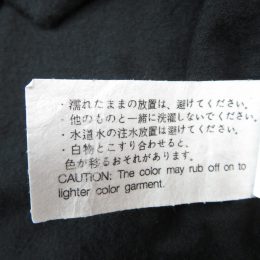 ・濡れたままの放置は、避けてください。
・他のものと一緒に洗濯しないでください。
・水道水の注水放置は避けてください。
・白物とこすり合わせると、
色が移るおそれがあります。
CAUTION: The color may rub off on to
lighter color garment.